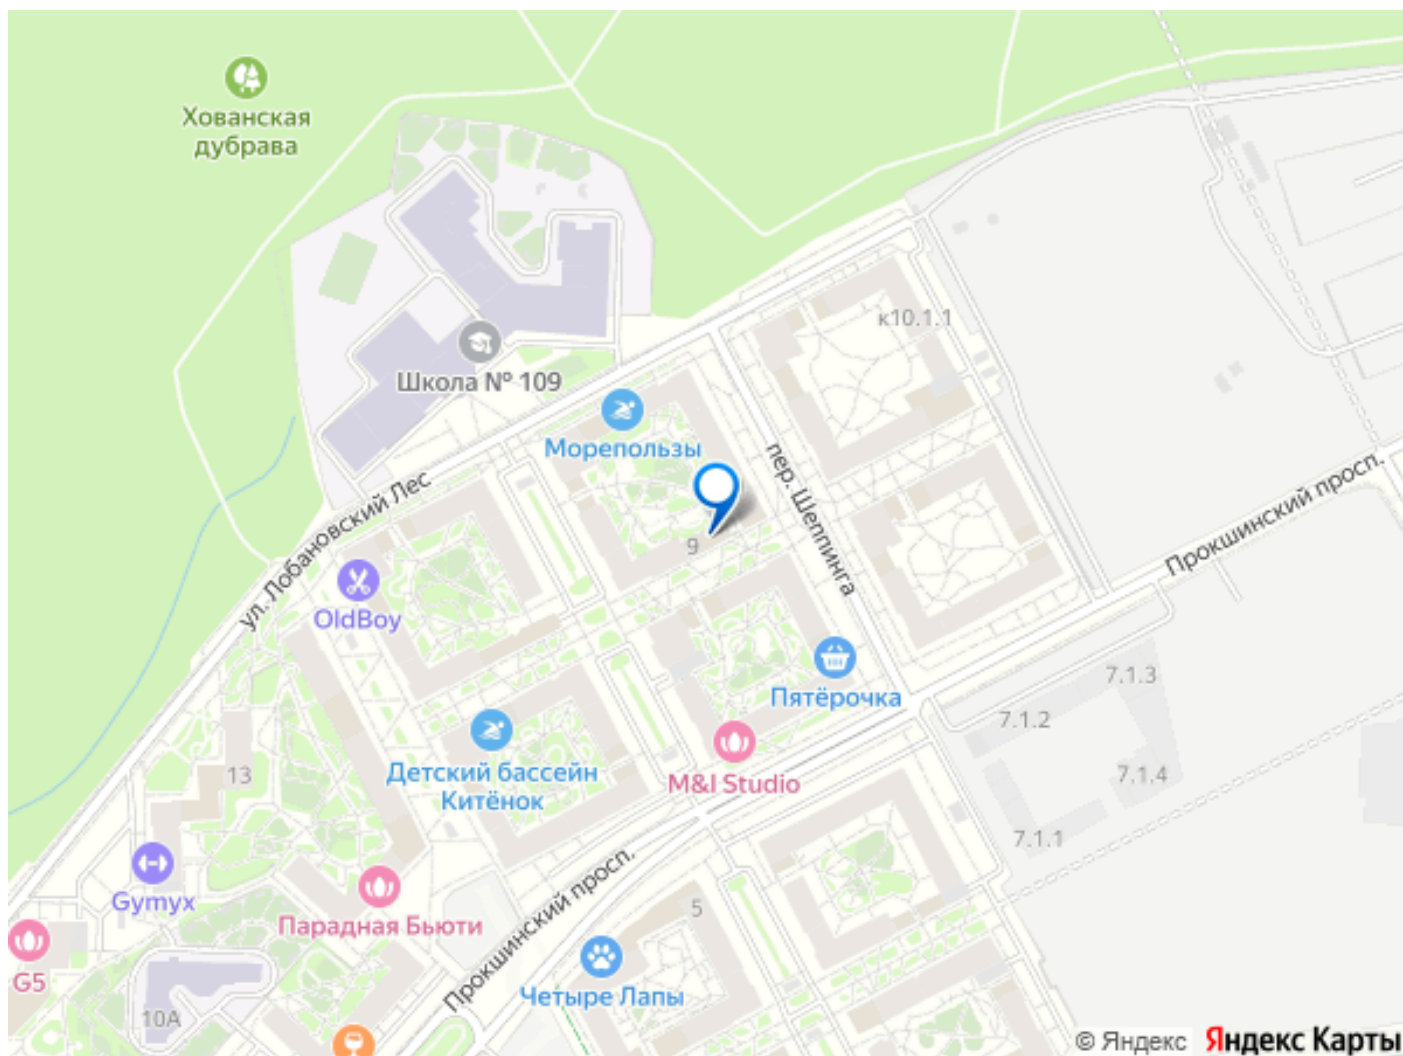 Хованская
дубрава
к10.1.1
Школа № 109
Морепользы
пер. Шеппинга
ул. Лобановский Лес
Прокшинский просп.
9
OldBoy
Пятёрочка
7.1.3
7.1.2
M&I Studio
Детский бассейн
Китёнок
13
7.1.4
7.1.1
Gymyx
Парадная Бьюти
Прокшинский просп.
5
G5
Четыре Лапы
10А
© Яндекс Яндекс Карты